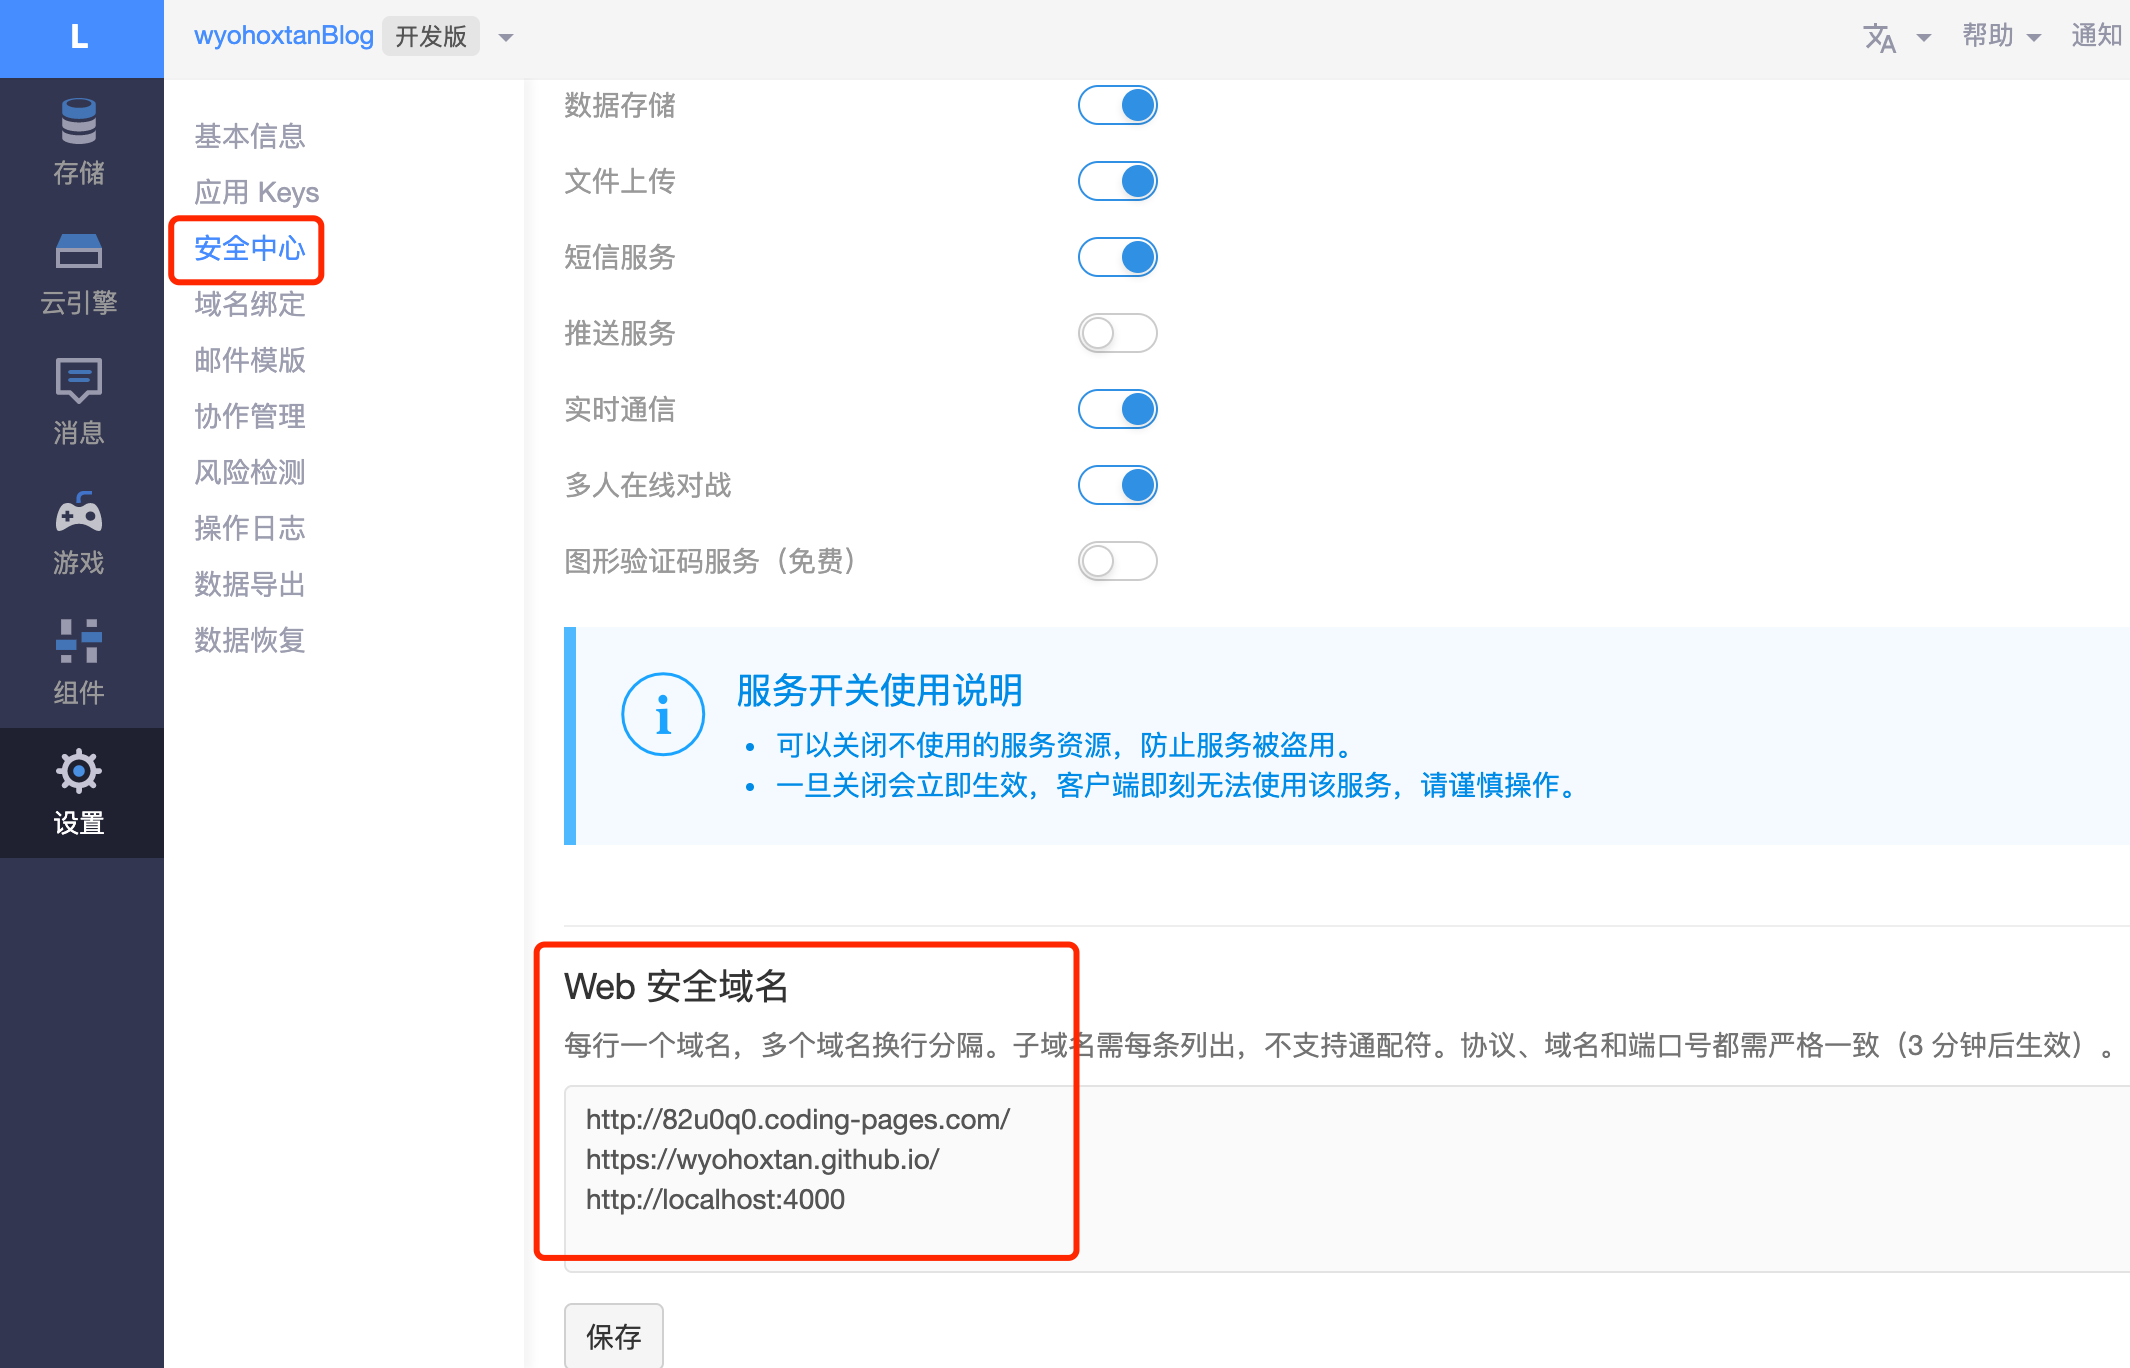 L
wyohoxtanBlog 开发版
帮助
通知
存储
云引擎
消息
游戏
组件
设置
基本信息
应用 Keys
安全中心
域名绑定
邮件模版
协作管理
风险检测
操作日志
数据导出
数据恢复
数据存储
文件上传
短信服务
推送服务
实时通信
多人在线对战
图形验证码服务（免费）
服务开关使用说明
可以关闭不使用的服务资源，防止服务被盗用。
一旦关闭会立即生效，客户端即刻无法使用该服务，请谨慎操作。
Web 安全域名
每行一个域名，多个域名换行分隔。子域名需每条列出，不支持通配符。协议、域名和端口号都需严格一致（3 分钟后生效）。
http://82u0q0.coding-pages.com/
https://wyohoxtan.github.io/
http://localhost:4000
保存